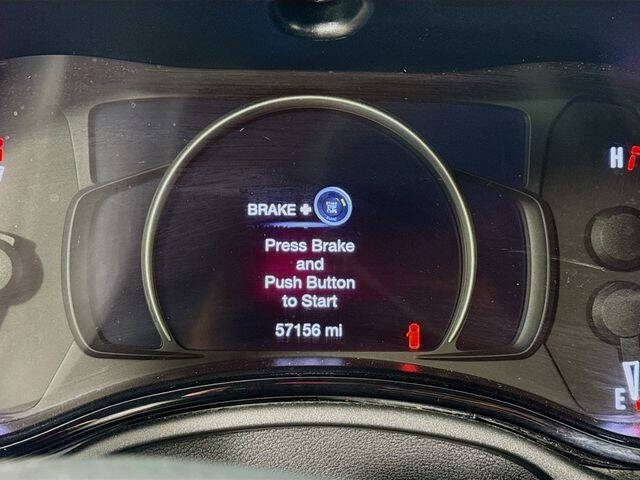 H
BRAKE +
Press Brake
and
Push Button
to Start
57156 mi
E